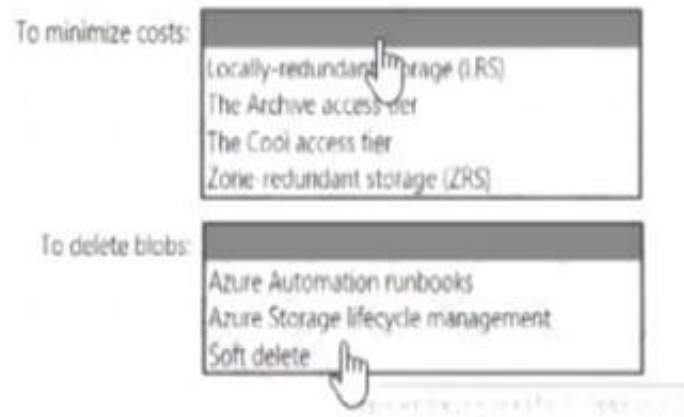 To minimize costs:
Locally-redundant storage (LRS)
The Archive access tier
The Cool access tier
Zone-redundant storage (ZRS)
To delete blobs:
Azure Automation runbooks
Azure Storage lifecycle management
Soft delete